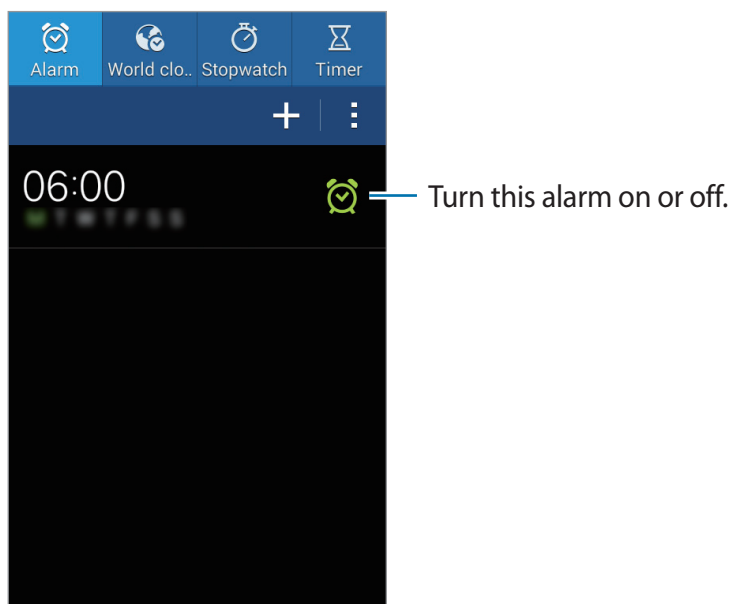 Alarm
World clo..
Stopwatch
Timer
06:00
Turn this alarm on or off.